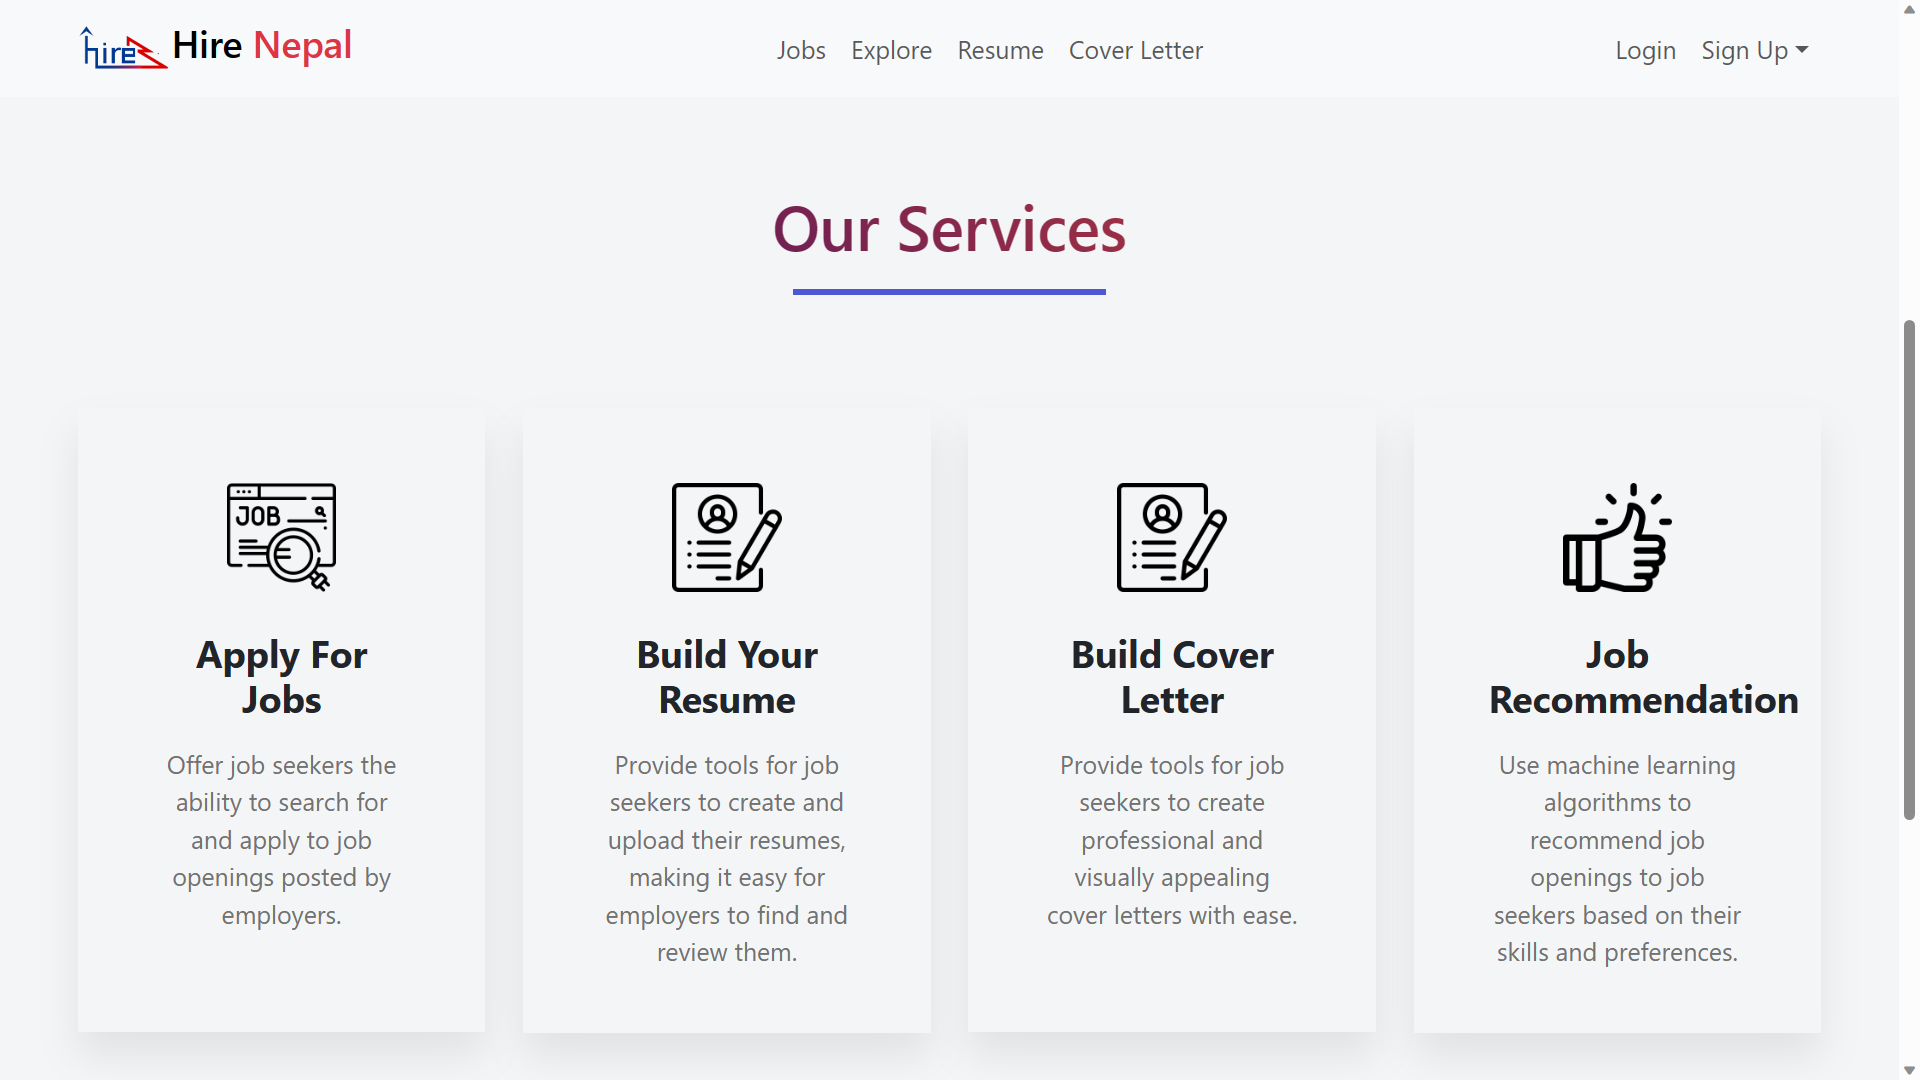 hire Hire Nepal
Jobs Explore Resume Cover Letter
Login Sign Up
Our Services
JOB
Apply For
Jobs
Offer job seekers the
ability to search for
and apply to job
openings posted by
employers.
Build Your
Resume
Provide tools for job
seekers to create and
upload their resumes,
making it easy for
employers to find and
review them.
Build Cover
Letter
Provide tools for job
seekers to create
professional and
visually appealing
cover letters with ease.
Job
Recommendation
Use machine learning
algorithms to
recommend job
openings to job
seekers based on their
skills and preferences.